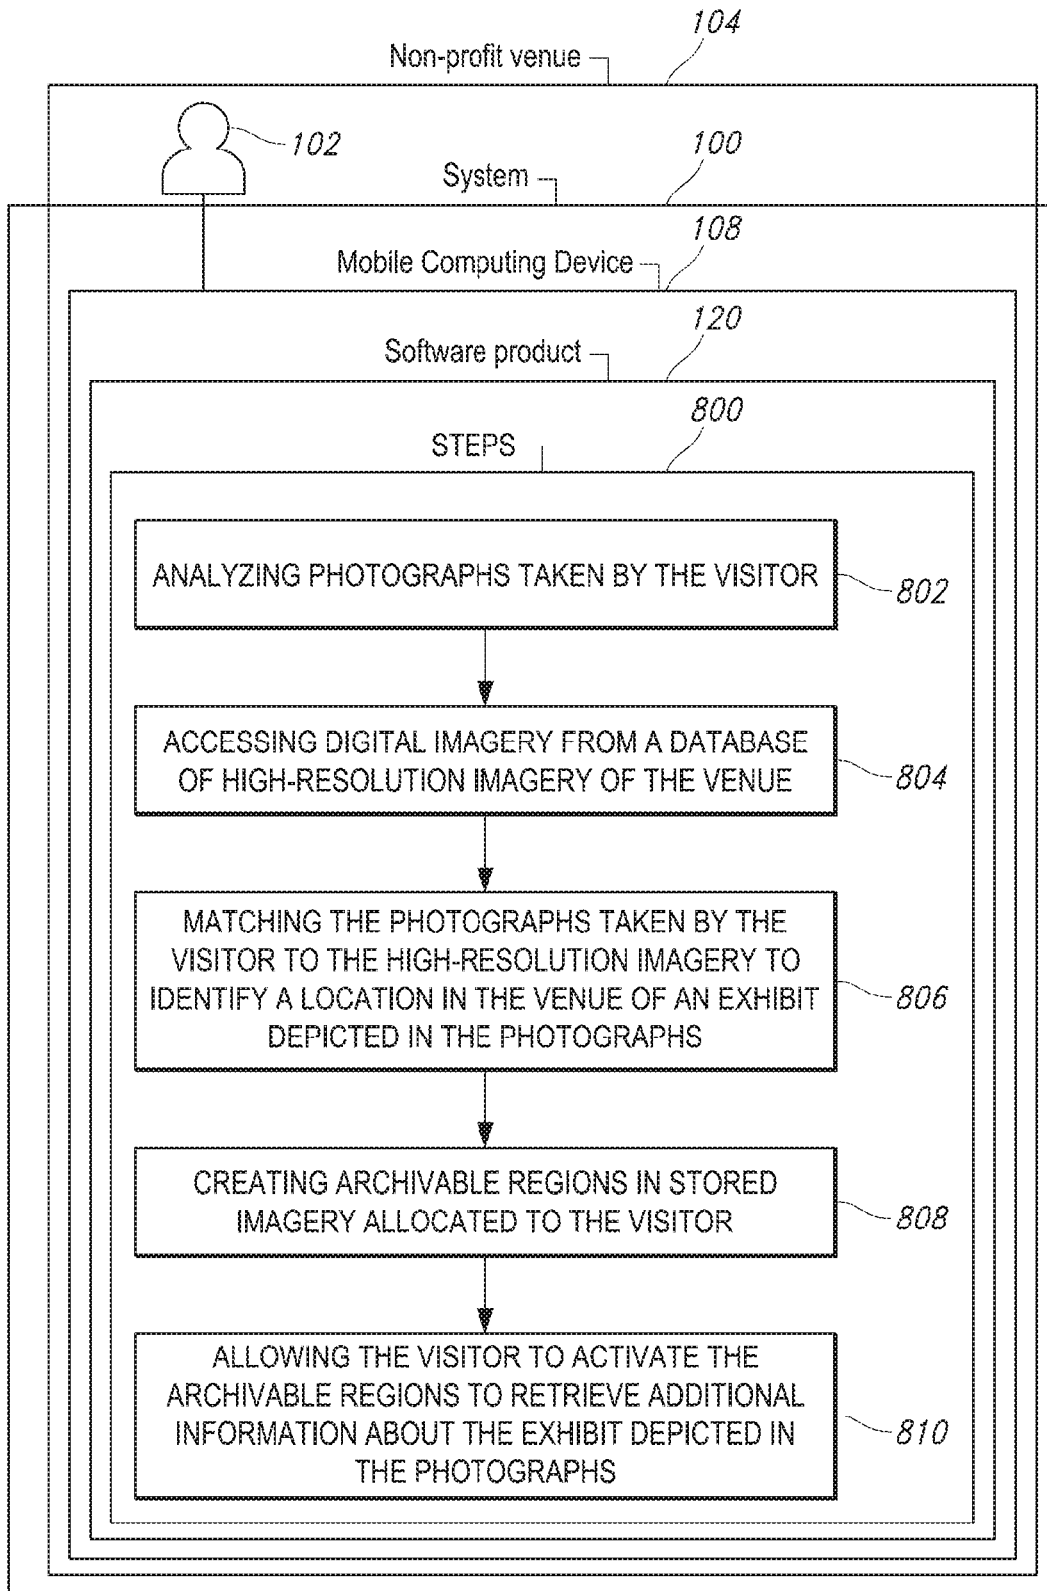 104
Non-profit venue
102
100
System
108
Mobile Computing Device
120
Software product
800
STEPS
ANALYZING PHOTOGRAPHS TAKEN BY THE VISITOR
802
ACCESSING DIGITAL IMAGERY FROM A DATABASE
OF HIGH-RESOLUTION IMAGERY OF THE VENUE
804
MATCHING THE PHOTOGRAPHS TAKEN BY THE
VISITOR TO THE HIGH-RESOLUTION IMAGERY TO
IDENTIFY A LOCATION IN THE VENUE OF AN EXHIBIT
DEPICTED IN THE PHOTOGRAPHS
806
CREATING ARCHIVABLE REGIONS IN STORED
IMAGERY ALLOCATED TO THE VISITOR
808
ALLOWING THE VISITOR TO ACTIVATE THE
ARCHIVABLE REGIONS TO RETRIEVE ADDITIONAL
INFORMATION ABOUT THE EXHIBIT DEPICTED IN
THE PHOTOGRAPHS
810